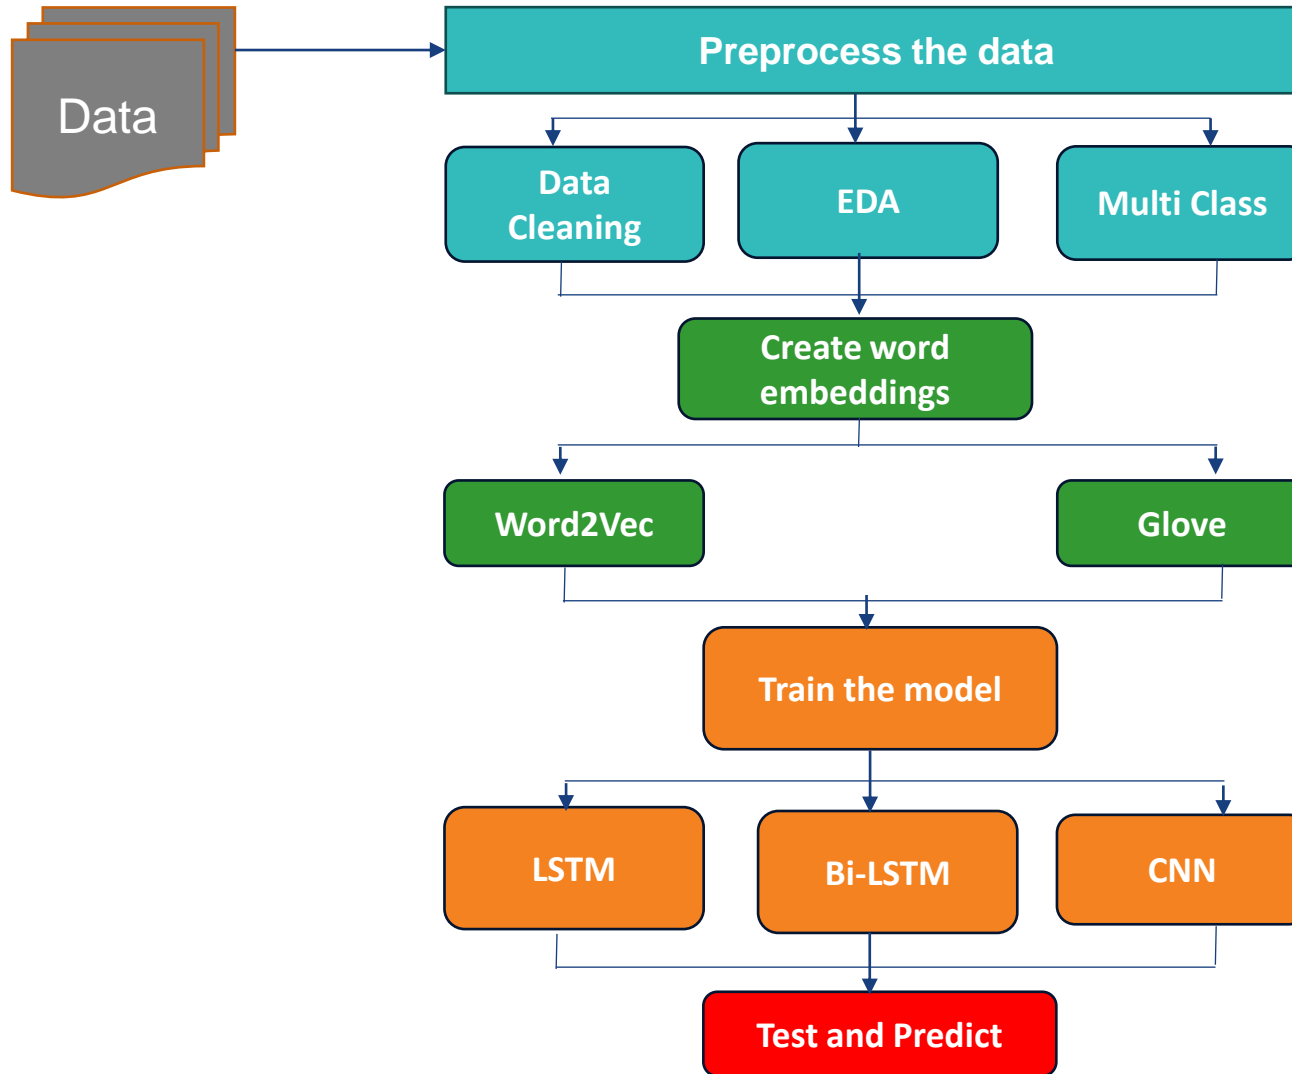 Data
Preprocess the data
Data
Cleaning
EDA
Multi Class
Create word
embeddings
Word2Vec
Glove
Train the model
LSTM
Bi-LSTM
CNN
Test and Predict